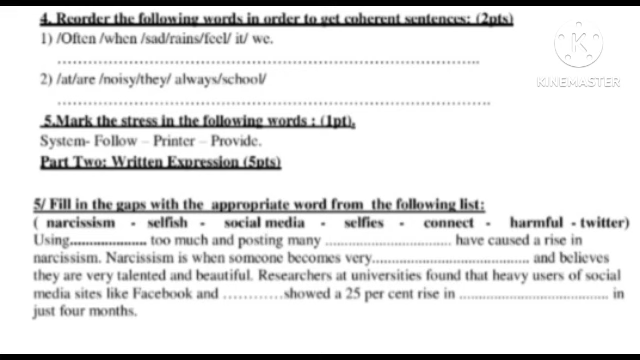 4. Reorder the following words in order to get coherent sentences: (2pts)
1) /Often /when /sad/rains/feel/ it/ we.
................................................................................
2) /at/are /noisy/they/ always/school/
................................................................................
5.Mark the stress in the following words : (1pt).
System- Follow – Printer – Provide.
Part Two: Written Expression (5pts)
5/ Fill in the gaps with the appropriate word from the following list:
( narcissism - selfish - social media - selfies - connect - harmful - twitter)
Using..................... too much and posting many .................................. have caused a rise in
narcissism. Narcissism is when someone becomes very.......................................... and believes
they are very talented and beautiful. Researchers at universities found that heavy users of social
media sites like Facebook and ............showed a 25 per cent rise in ........................................ in
just four months.
KINEMASTER